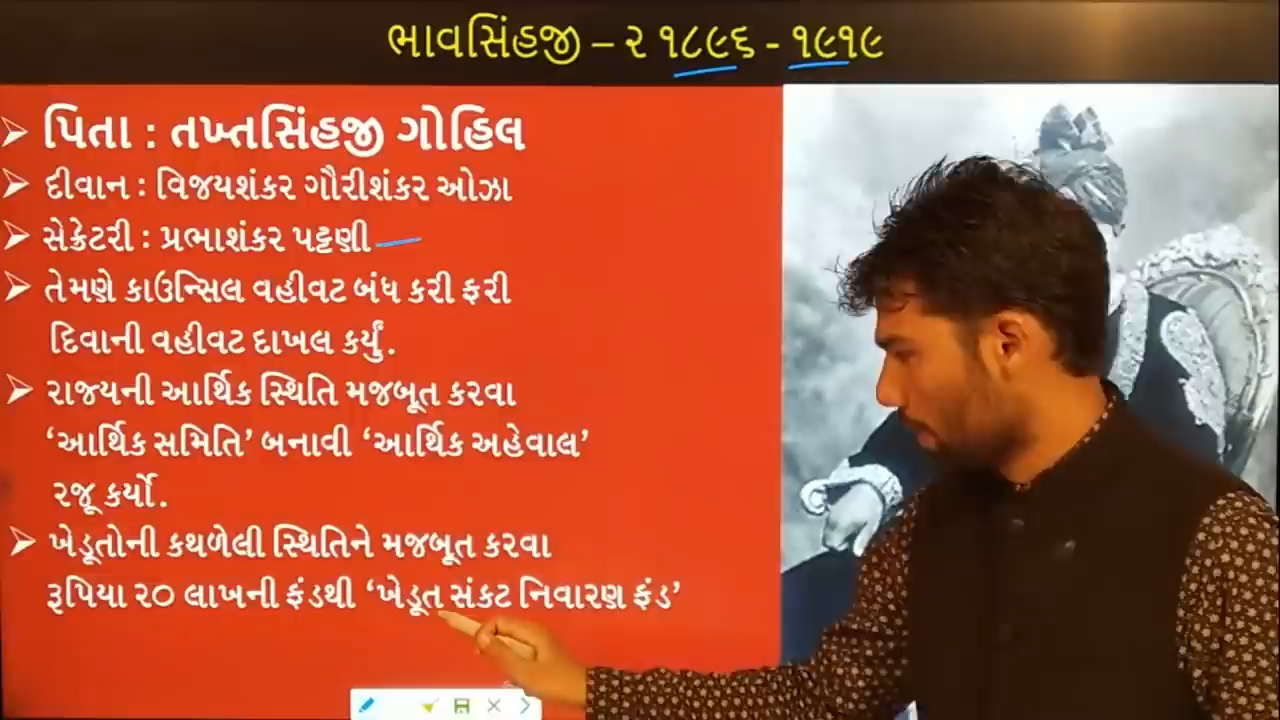 ભાવસિંહજી – ૨ ૧૮૯૬ - ૧૯૧૯
➤ પિતા : તખ્તસિંહજી ગોહિલ
➤ દીવાન : વિજયશંકર ગૌરીશંકર ઓઝા
➤ સેક્રેટરી : પ્રભાશંકર પટ્ટણી
➤ તેમણે કાઉન્સિલ વહીવટ બંધ કરી ફરી
દિવાની વહીવટ દાખલ કર્યું.
➤ રાજ્યની આર્થિક સ્થિતિ મજબૂત કરવા
‘આર્થિક સમિતિ’ બનાવી ‘આર્થિક અહેવાલ’
રજૂ કર્યો.
➤ ખેડૂતોની કથળેલી સ્થિતિને મજબૂત કરવા
રૂપિયા ૨૦ લાખની ફંડથી ‘ખેડૂત સંકટ નિવારણ ફંડ’